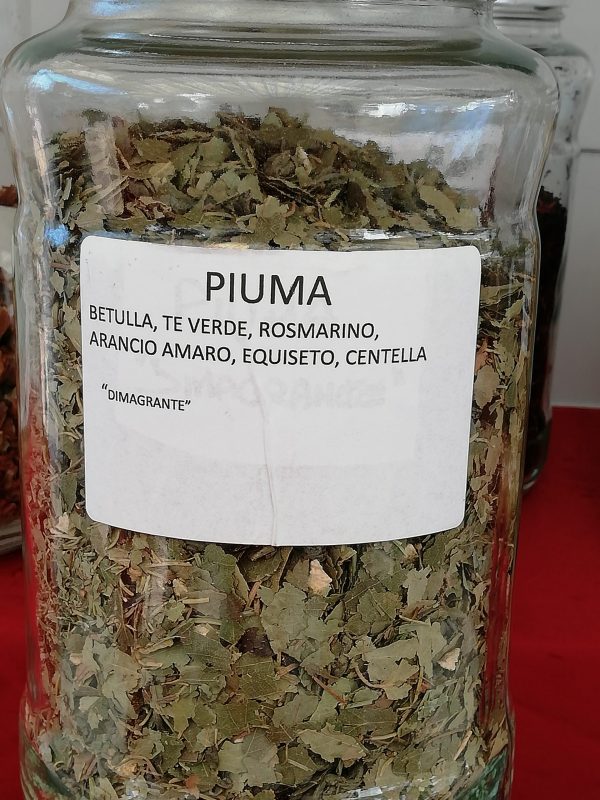 PIUMA
BETULLA, TE VERDE, ROSMARINO,
ARANCIO AMARO, EQUISETO, CENTELLA
“DIMAGRANTE”